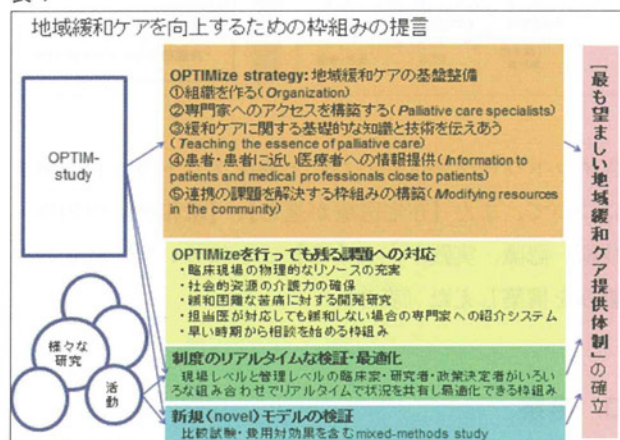 地域緩和ケアを向上するための枠組みの提言
OPTIM-
study
様々な
研究
活
動
OPTIMize strategy: 地域緩和ケアの基盤整備
①組織を作る(Organization)
②専門家へのアクセスを構築する(Palliative care specialists)
③緩和ケアに関する基礎的な知識と技術を伝えあう
(Teaching the essence of palliative care)
④患者・患者に近い医療者への情報提供(Information to
patients and medical professionals close to patients)
⑤連携の課題を解決する枠組みの構築(Modifying resources
in the community)
OPTIMizeを行っても残る課題への対応
・臨床現場の物理的なリソースの充実
・社会的資源の介護力の確保
・緩和困難な苦痛に対する開発研究
・担当医が対応しても緩和しない場合の専門家への紹介システム
・早い時期から相談を始める枠組み
制度のリアルタイムな検証・最適化
現場レベルと管理レベルの臨床家・研究者・政策決定者がいろい
ろな組み合わせでリアルタイムで状況を共有し最適化できる枠組み
新規(novel)モデルの検証
比較試験・費用対効果を含むmixed-methods study
「最も望ましい地域緩和ケア提供体制」の確立